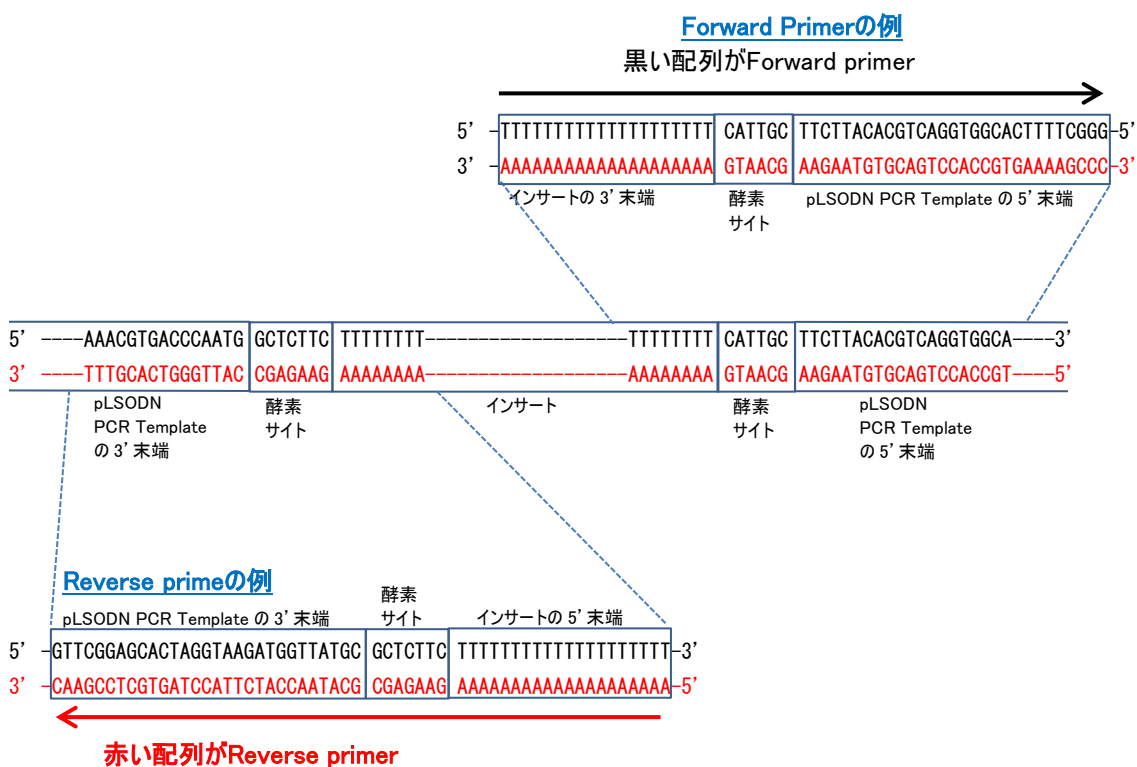 Forward Primerの例
黒い配列がForward primer
5' -TTTTTTTTTTTTTTTTTTTT CATTGC TTCTTACACGTCAGGTGGCACTTTTCGGG-5'
3' -AAAAAAAAAAAAAAAAAAAA GTAACG AAGAATGTGCAGTCCACCGTGAAAAGCCC-3'
インサートの 3' 末端 酵素 pLSODN PCR Template の 5' 末端
サイト
5' ----AAACGTGACCCAATG GCTCTTC TTTTTTTT-------------------TTTTTTTT CATTGC TTCTTACACGTCAGGTGGCA----3'
3' ----TTTGCACTGGGTTAC CGAGAAG AAAAAAAA-------------------AAAAAAAA GTAACG AAGAATGTGCAGTCCACCGT----5'
pLSODN 酵素 インサート 酵素 pLSODN
PCR Template サイト サイト PCR Template
の 3' 末端 の 5' 末端
Reverse primeの例
酵素
pLSODN PCR Template の 3' 末端 サイト インサートの 5' 末端
5' -GTTCGGAGCACTAGGTAAGATGGTTATGC GCTCTTC TTTTTTTTTTTTTTTTTTTT-3'
3' -CAAGCCTCGTGATCCATTCTACCAATACG CGAGAAG AAAAAAAAAAAAAAAAAAAA-5'
赤い配列がReverse primer